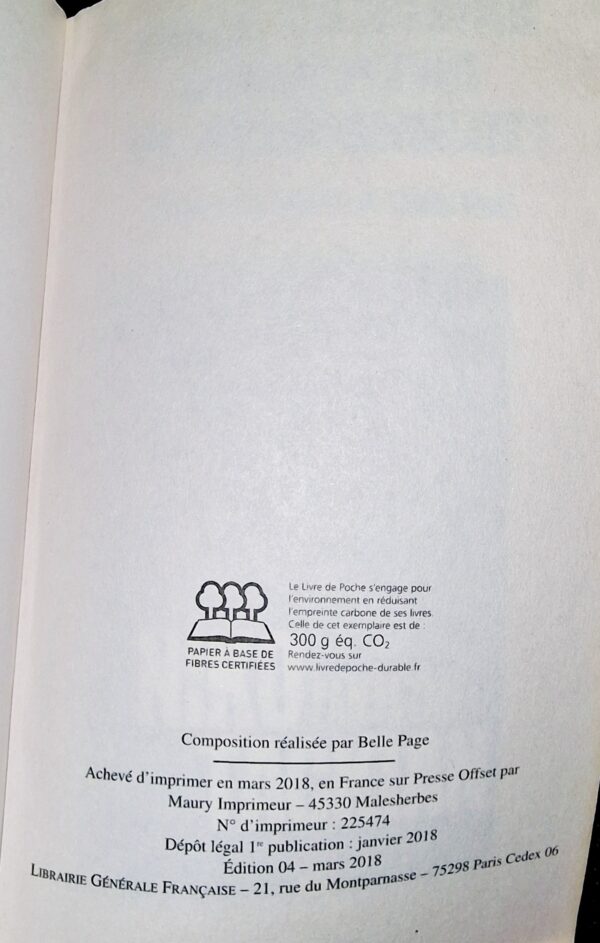 PAPIER À BASE DE
FIBRES CERTIFIÉES
Le Livre de Poche s'engage pour
l'environnement en réduisant
l'empreinte carbone de ses livres.
Celle de cet exemplaire est de :
300 g éq. CO₂
Rendez-vous sur
www.livredepoche-durable.fr
Composition réalisée par Belle Page
Achevé d'imprimer en mars 2018, en France sur Presse Offset par
Maury Imprimeur – 45330 Malesherbes
N° d'imprimeur : 225474
Dépôt légal 1re publication : janvier 2018
Édition 04 – mars 2018
LIBRAIRIE GÉNÉRALE FRANÇAISE – 21, rue du Montparnasse – 75298 Paris Cedex 06